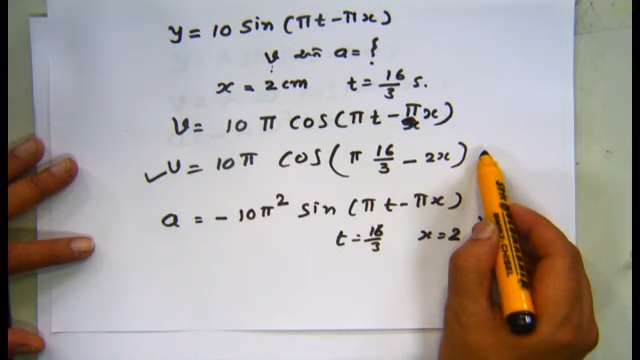 y = 10 sin (πt - πx)
v અને a = ?
x = 2 cm t = 16/3 s.
v = 10 π cos (πt - πx)
✓ v = 10π cos (π 16/3 - 2x)
a = - 10π² sin (πt - πx)
t = 16/3 x = 2